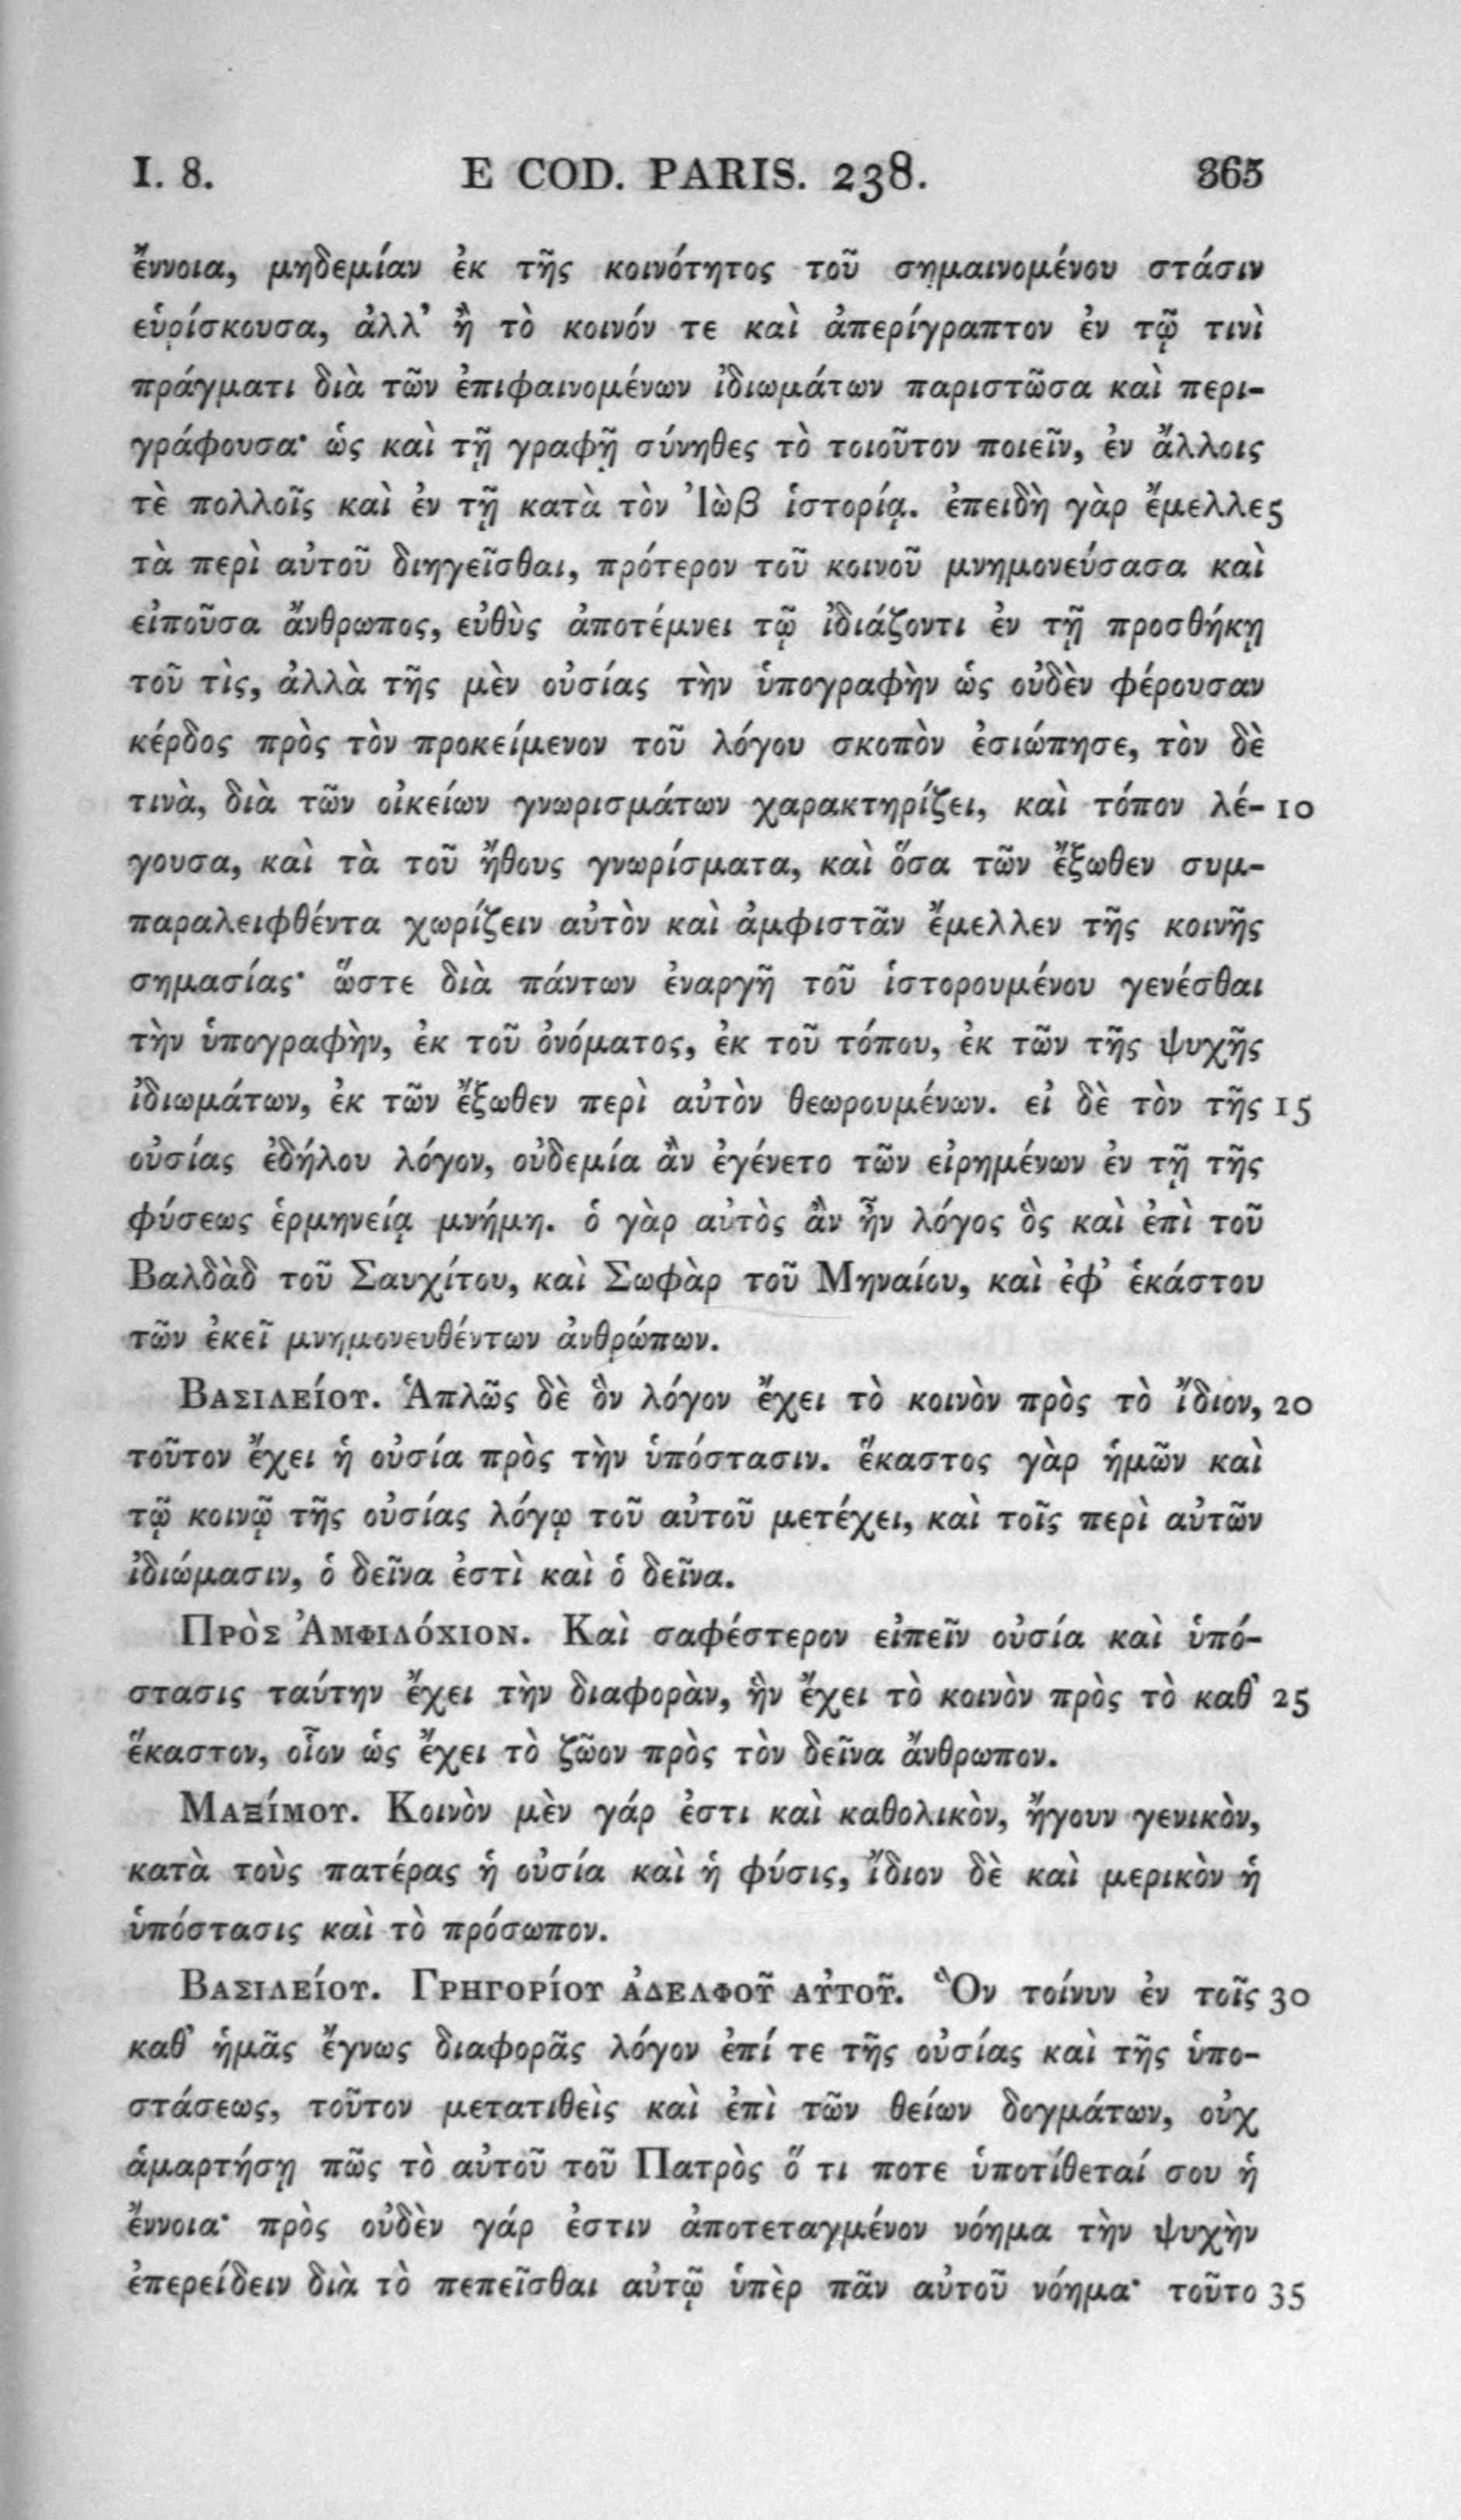 I. 8. E COD. PARIS. 238. 365
ἔννοια, μηδεμίαν ἐκ τῆς κοινότητος τοῦ σημαινομένου στάσιν
εὑρίσκουσα, ἀλλ’ ἢ τὸ κοινόν τε καὶ ἀπερίγραπτον ἐν τῷ τινὶ
πράγματι διὰ τῶν ἐπιφαινομένων ἰδιωμάτων παριστῶσα καὶ περι-
γράφουσα· ὡς καὶ τῇ γραφῇ σύνηθες τὸ τοιοῦτον ποιεῖν, ἐν ἄλλοις
τὲ πολλοῖς καὶ ἐν τῇ κατὰ τὸν Ἰὼβ ἱστορίᾳ. ἐπειδὴ γὰρ ἔμελλε 5
τὰ περὶ αὐτοῦ διηγεῖσθαι, πρότερον τοῦ κοινοῦ μνημονεύσασα καὶ
εἰποῦσα ἄνθρωπος, εὐθὺς ἀποτέμνει τῷ ἰδιάζοντι ἐν τῇ προσθήκῃ
τοῦ τὶς, ἀλλὰ τῆς μὲν οὐσίας τὴν ὑπογραφὴν ὡς οὐδὲν φέρουσαν
κέρδος πρὸς τὸν προκείμενον τοῦ λόγου σκοπὸν ἐσιώπησε, τὸν δὲ
τινὰ, διὰ τῶν οἰκείων γνωρισμάτων χαρακτηρίζει, καὶ τόπον λέ- 10
γουσα, καὶ τὰ τοῦ ἤθους γνωρίσματα, καὶ ὅσα τῶν ἔξωθεν συμ-
παραλειφθέντα χωρίζειν αὐτὸν καὶ ἀμφιστᾶν ἔμελλεν τῆς κοινῆς
σημασίας· ὥστε διὰ πάντων ἐναργῆ τοῦ ἱστορουμένου γενέσθαι
τὴν ὑπογραφὴν, ἐκ τοῦ ὀνόματος, ἐκ τοῦ τόπου, ἐκ τῶν τῆς ψυχῆς
ἰδιωμάτων, ἐκ τῶν ἔξωθεν περὶ αὐτὸν θεωρουμένων. εἰ δὲ τὸν τῆς 15
οὐσίας ἐδήλου λόγον, οὐδεμία ἂν ἐγένετο τῶν εἰρημένων ἐν τῇ τῆς
φύσεως ἑρμηνείᾳ μνήμη. ὁ γὰρ αὐτὸς ἂν ἦν λόγος ὃς καὶ ἐπὶ τοῦ
Βαλδὰδ τοῦ Σαυχίτου, καὶ Σωφὰρ τοῦ Μηναίου, καὶ ἐφ’ ἑκάστου
τῶν ἐκεῖ μνημονευθέντων ἀνθρώπων.
ΒΑΣΙΛΕΊΟΥ. Ἁπλῶς δὲ ὃν λόγον ἔχει τὸ κοινὸν πρὸς τὸ ἴδιον, 20
τοῦτον ἔχει ἡ οὐσία πρὸς τὴν ὑπόστασιν. ἕκαστος γὰρ ἡμῶν καὶ
τῷ κοινῷ τῆς οὐσίας λόγῳ τοῦ αὐτοῦ μετέχει, καὶ τοῖς περὶ αὐτῶν
ἰδιώμασιν, ὁ δεῖνα ἐστὶ καὶ ὁ δεῖνα.
ΠΡῸΣ ἈΜΦΙΛΌΧΙΟΝ. Καὶ σαφέστερον εἰπεῖν οὐσία καὶ ὑπό-
στασις ταύτην ἔχει τὴν διαφορὰν, ἣν ἔχει τὸ κοινὸν πρὸς τὸ καθ’ 25
ἕκαστον, οἷον ὡς ἔχει τὸ ζῶον πρὸς τὸν δεῖνα ἄνθρωπον.
ΜΑΞΊΜΟΥ. Κοινὸν μὲν γάρ ἐστι καὶ καθολικὸν, ἤγουν γενικὸν,
κατὰ τοὺς πατέρας ἡ οὐσία καὶ ἡ φύσις, ἴδιον δὲ καὶ μερικὸν ἡ
ὑπόστασις καὶ τὸ πρόσωπον.
ΒΑΣΙΛΕΊΟΥ. ΓΡΗΓΟΡΊΟΥ ἈΔΕΛΦΟΥ͂ ΑΥ̓ΤΟΥ͂. Ὃν τοίνυν ἐν τοῖς 30
καθ’ ἡμᾶς ἔγνως διαφορᾶς λόγον ἐπί τε τῆς οὐσίας καὶ τῆς ὑπο-
στάσεως, τοῦτον μετατιθεὶς καὶ ἐπὶ τῶν θείων δογμάτων, οὐχ
ἁμαρτήσῃ πῶς τὸ αὐτοῦ τοῦ Πατρὸς ὅ τι ποτε ὑποτίθεταί σου ἡ
ἔννοια· πρὸς οὐδὲν γάρ ἐστιν ἀποτεταγμένον νόημα τὴν ψυχὴν
ἐπερείδειν διὰ τὸ πεπεῖσθαι αὐτῷ ὑπὲρ πᾶν αὐτοῦ νόημα· τοῦτο 35